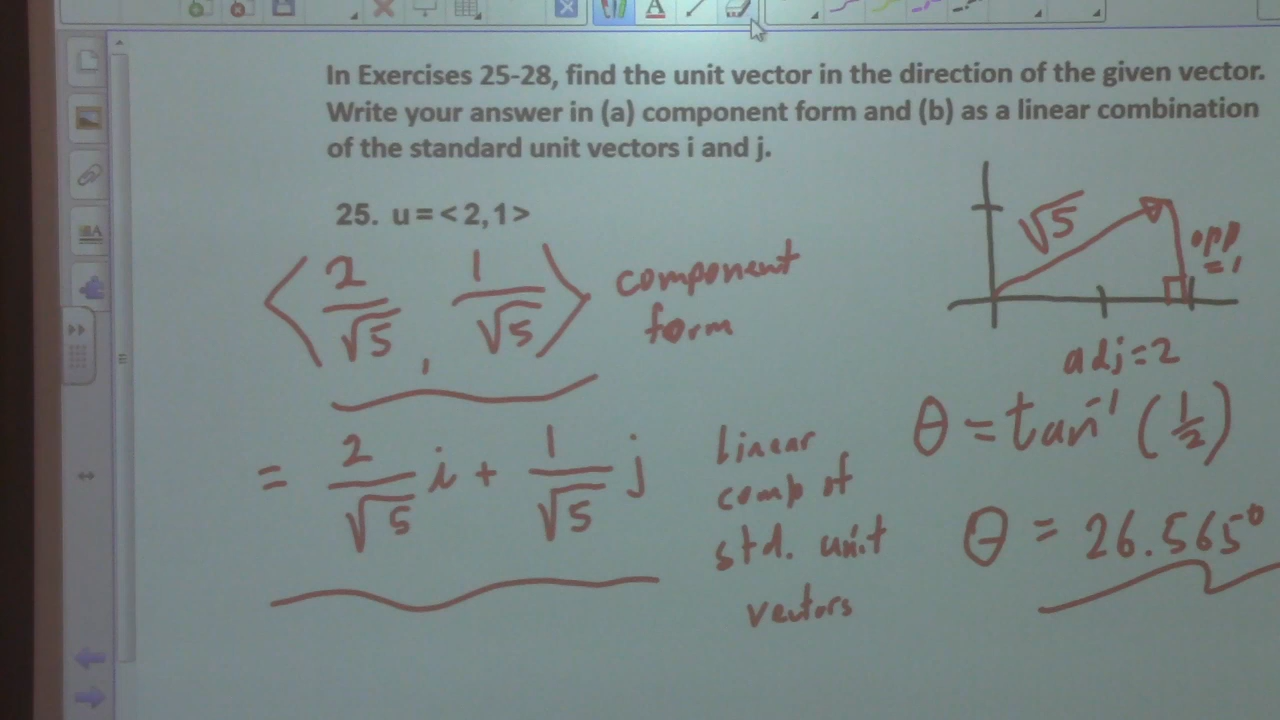 In Exercises 25-28, find the unit vector in the direction of the given vector.
Write your answer in (a) component form and (b) as a linear combination
of the standard unit vectors i and j.
25. u=<2,1>
⟨2/√5, 1/√5⟩ component
form
= 2/√5 i + 1/√5 j
linear
comb of
std. unit
vectors
√5
opp
=1
adj=2
θ = tan⁻¹(1/2)
θ = 26.565°